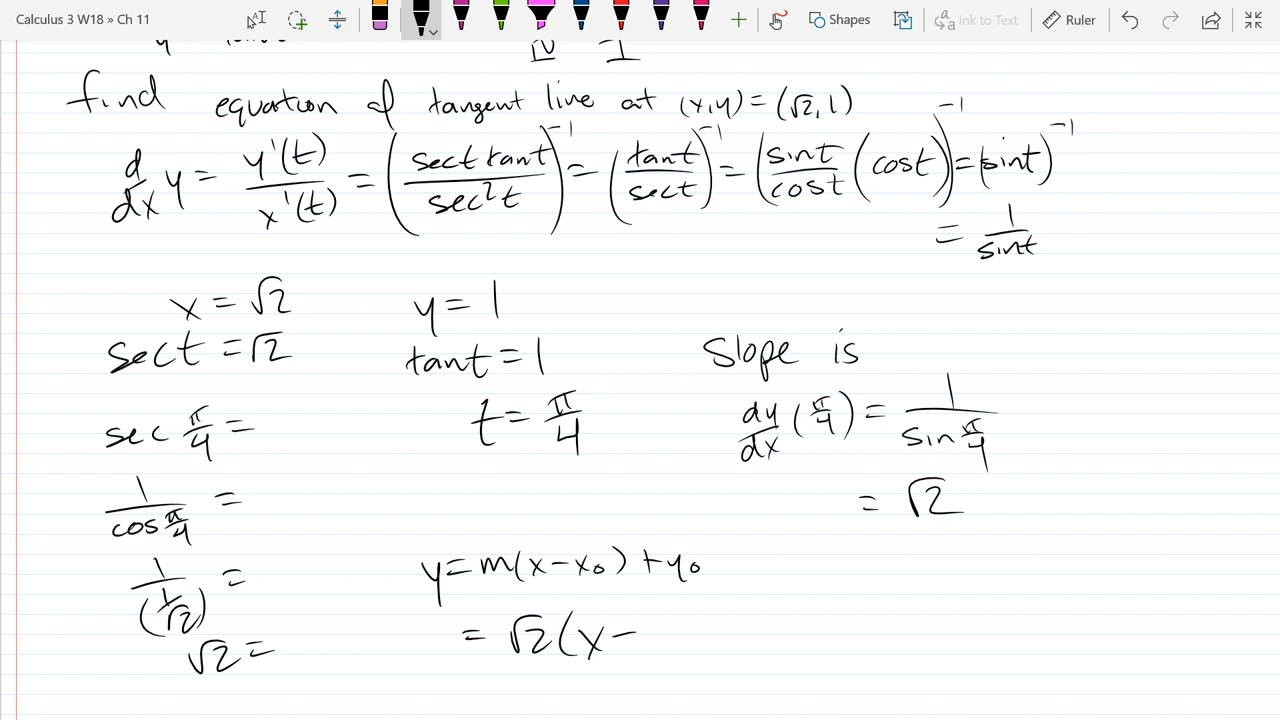 Calculus 3 W18 » Ch 11
Shapes
Ink to Text
Ruler
IV I
find equation of tangent line at (x,y) = (√2, 1)
d/dx y = y'(t)/x'(t) = (sect tant/sec²t)⁻¹ = (tant/sect)⁻¹ = (sint/cost (cost))⁻¹ = (sint)⁻¹
= 1/sint
x = √2
sect = √2
sec π/4 =
1/cos π/4 =
1/(1/√2) =
√2 =
y = 1
tant = 1
t = π/4
Slope is
dy/dx (π/4) = 1/sin π/4
= √2
y = m(x - x₀) + y₀
= √2 (x -